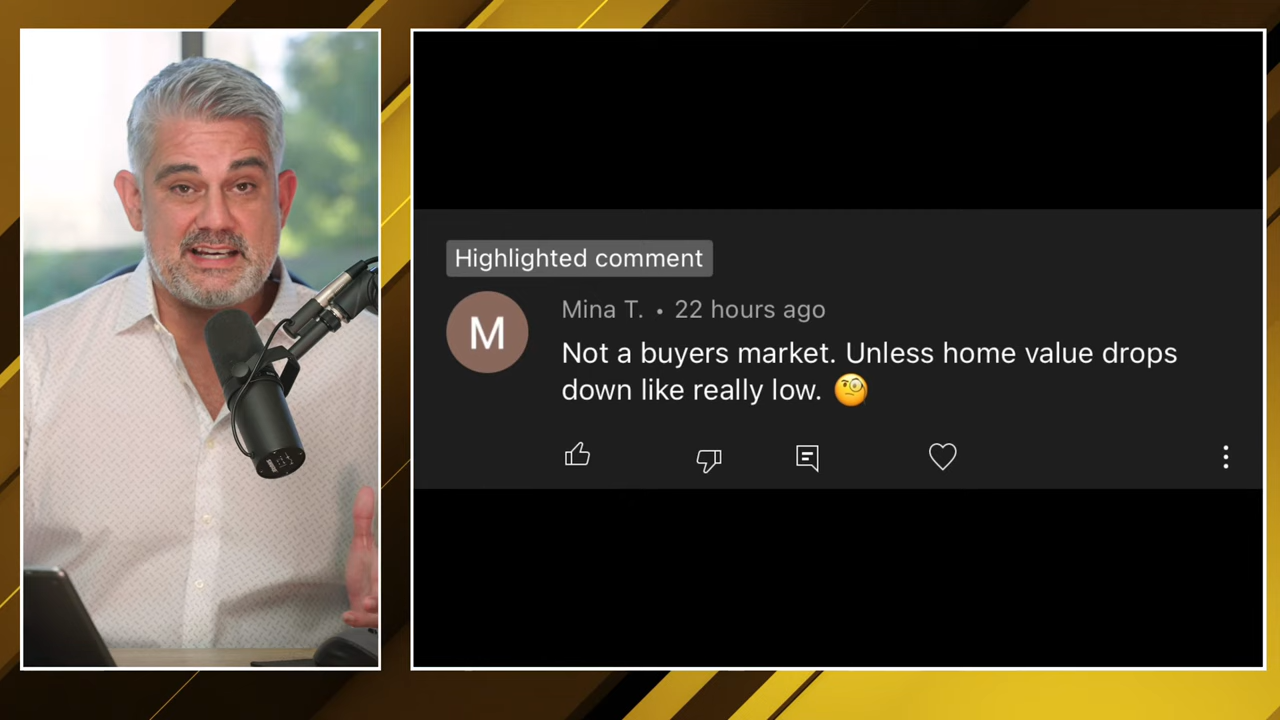 Highlighted comment
M
Mina T. • 22 hours ago
Not a buyers market. Unless home value drops
down like really low. 🧐